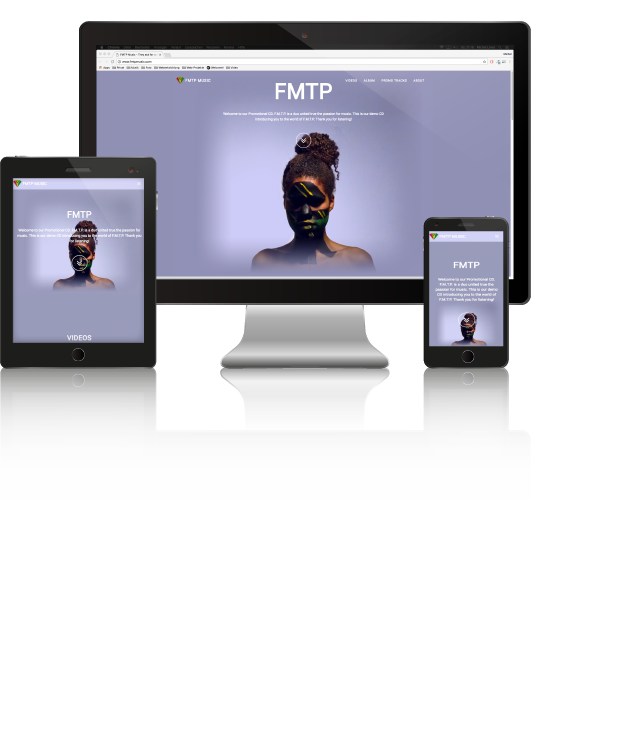 FMTP MUSIC
VIDEOS ALBUM PROMO TRACKS ABOUT
FMTP
Welcome to our Promotional CD. F.M.T.P. is a duo united true the passion for music. This is our demo CD
introducing you to the world of F.M.T.P! Thank you for listening!
FMTP MUSIC
FMTP
Welcome to our Promotional CD. F.M.T.P. is a duo united true the passion for
music. This is our demo CD introducing you to the world of F.M.T.P! Thank you
for listening!
VIDEOS
FMTP MUSIC
FMTP
Welcome to our Promotional CD.
F.M.T.P. is a duo united true the
passion for music. This is our demo
CD introducing you to the world of
F.M.T.P! Thank you for listening!